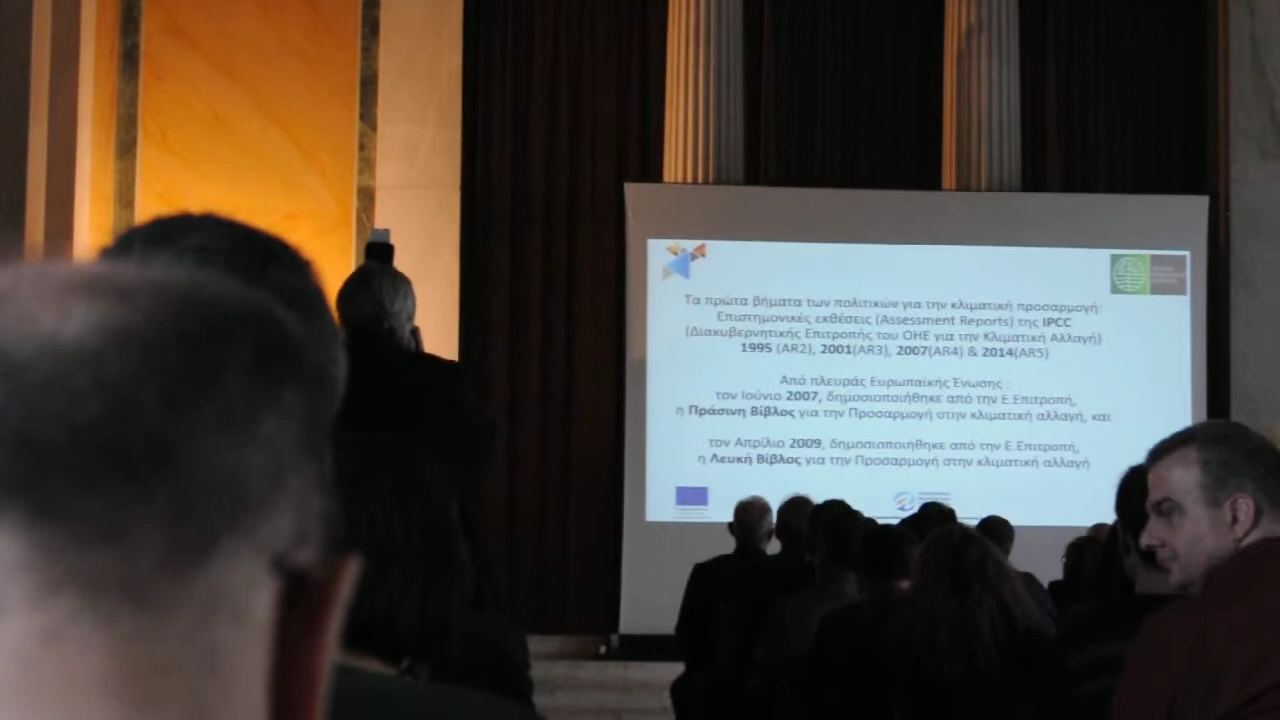 Τα πρώτα βήματα των πολιτικών για την κλιματική προσαρμογή:
Επιστημονικές εκθέσεις (Assessment Reports) της IPCC
(Διακυβερνητικής Επιτροπής του ΟΗΕ για την Κλιματική Αλλαγή)
1995 (AR2), 2001(AR3), 2007(AR4) & 2014(AR5)
Από πλευράς Ευρωπαϊκής Ένωσης :
τον Ιούνιο 2007, δημοσιοποιήθηκε από την Ε.Επιτροπή,
η Πράσινη Βίβλος για την Προσαρμογή στην κλιματική αλλαγή, και
τον Απρίλιο 2009, δημοσιοποιήθηκε από την Ε.Επιτροπή,
η Λευκή Βίβλος για την Προσαρμογή στην κλιματική αλλαγή